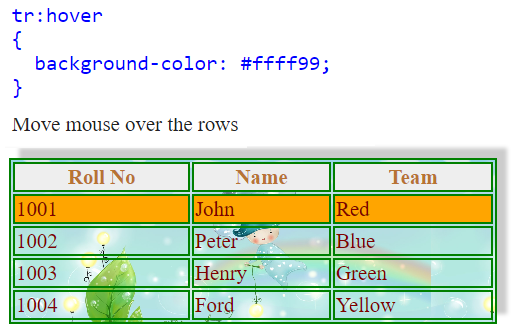 tr:hover
{
background-color: #ffff99;
}
Move mouse over the rows
Roll No Name Team
1001 John Red
1002 Peter Blue
1003 Henry Green
1004 Ford Yellow